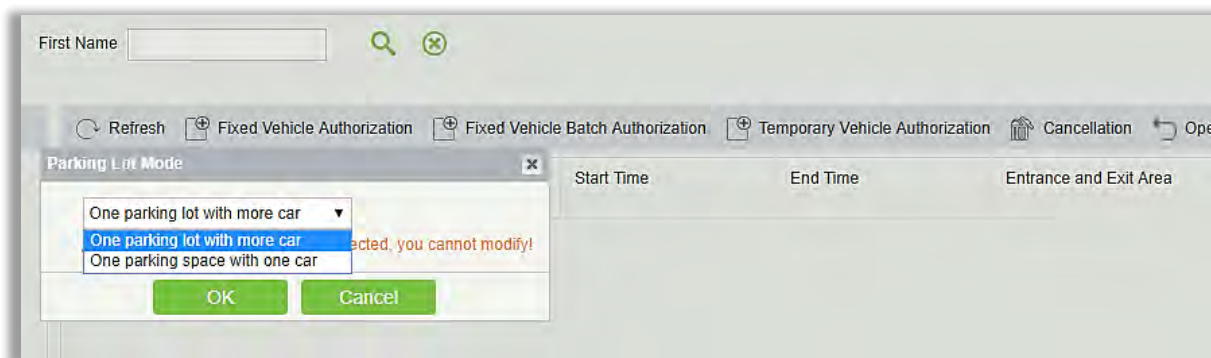 First Name
Refresh Fixed Vehicle Authorization Fixed Vehicle Batch Authorization Temporary Vehicle Authorization Cancellation Ope
Parking Lot Mode
Start Time End Time Entrance and Exit Area
One parking lot with more car
One parking lot with more car
ected, you cannot modify!
One parking space with one car
OK Cancel